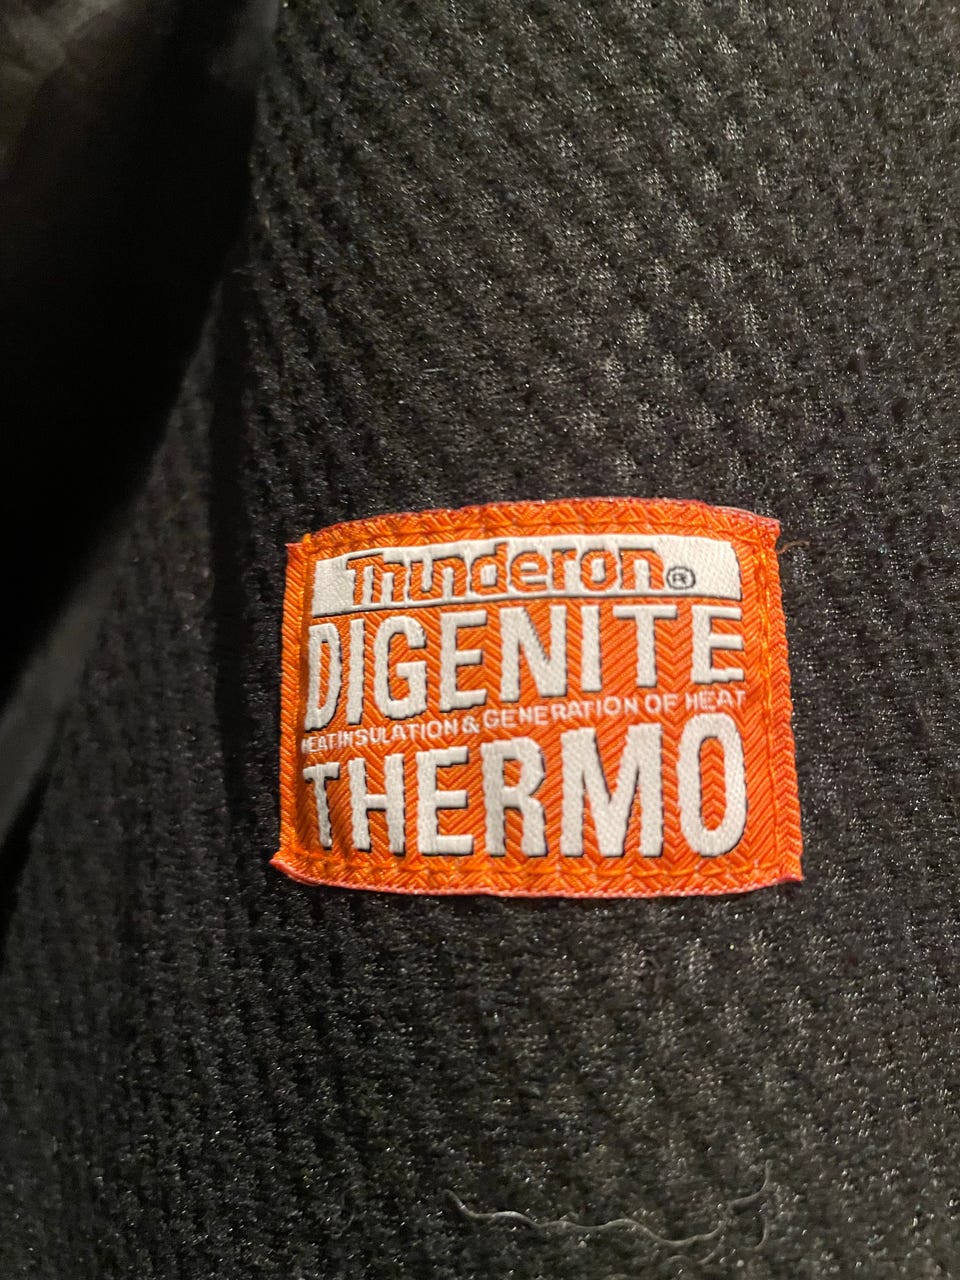 Thunderon®
DIGENITE
HEAT INSULATION & GENERATION OF HEAT
THERMO